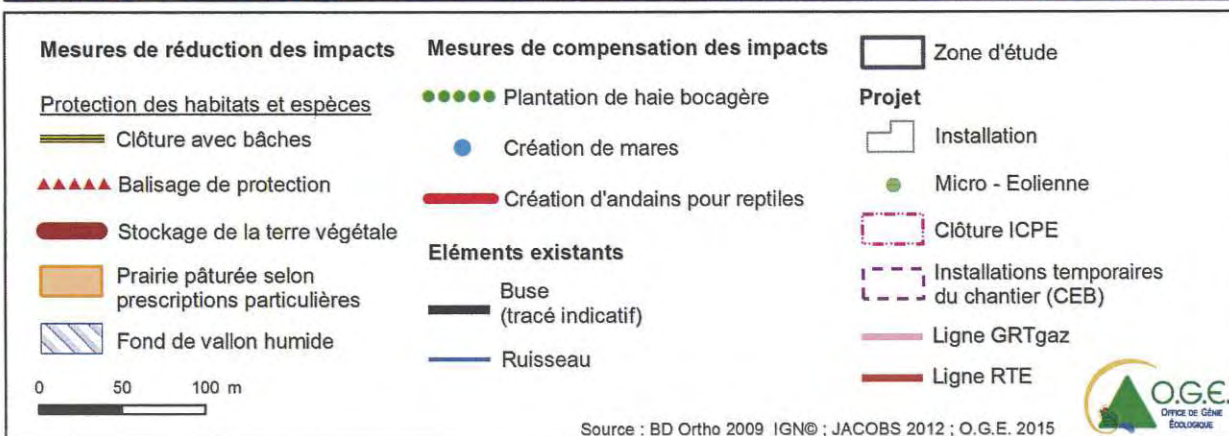 Mesures de réduction des impacts
Protection des habitats et espèces
Clôture avec bâches
Balisage de protection
Stockage de la terre végétale
Prairie pâturée selon
prescriptions particulières
Fond de vallon humide
0 50 100 m
Mesures de compensation des impacts
Plantation de haie bocagère
Création de mares
Création d'andains pour reptiles
Eléments existants
Buse
(tracé indicatif)
Ruisseau
Zone d'étude
Projet
Installation
Micro - Eolienne
Clôture ICPE
Installations temporaires
du chantier (CEB)
Ligne GRTgaz
Ligne RTE
Source : BD Ortho 2009 IGN© ; JACOBS 2012 ; O.G.E. 2015
O.G.E.
OFFICE DE GÉNIE
ÉCOLOGIQUE